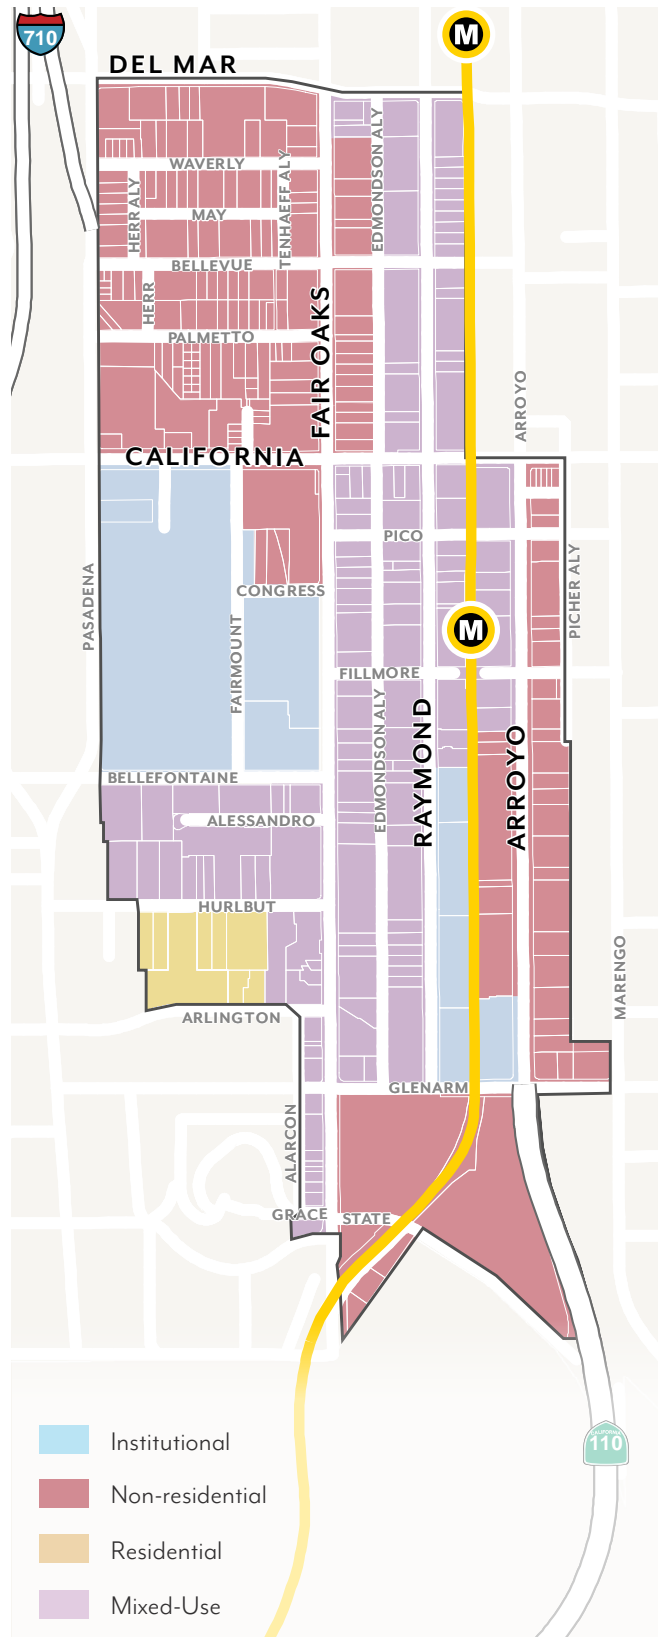 710
M
DEL MAR
WAVERLY
HERR ALY
TENHAEFF ALY
EDMONDSON ALY
MAY
BELLEVUE
HERR
FAIR OAKS
PALMETTO
ARROYO
CALIFORNIA
PICO
PASADENA
PICHER ALY
CONGRESS
FAIRMOUNT
M
FILLMORE
EDMONDSON ALY
RAYMOND
ARROYO
BELLEFONTAINE
ALESSANDRO
HURLBUT
MARENGO
ARLINGTON
GLENARM
ALARCON
GRACE
STATE
CALIFORNIA
110
Institutional
Non-residential
Residential
Mixed-Use